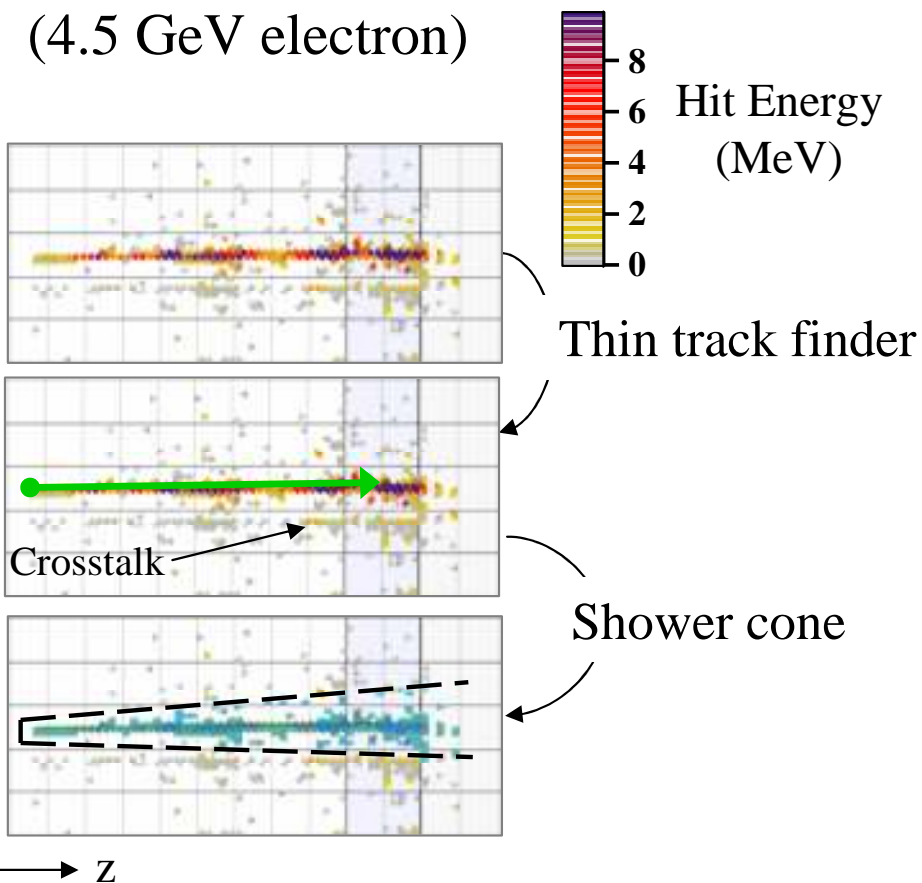 (4.5 GeV electron)
8
6
4
2
0
Hit Energy
(MeV)
Thin track finder
Crosstalk
Shower cone
z